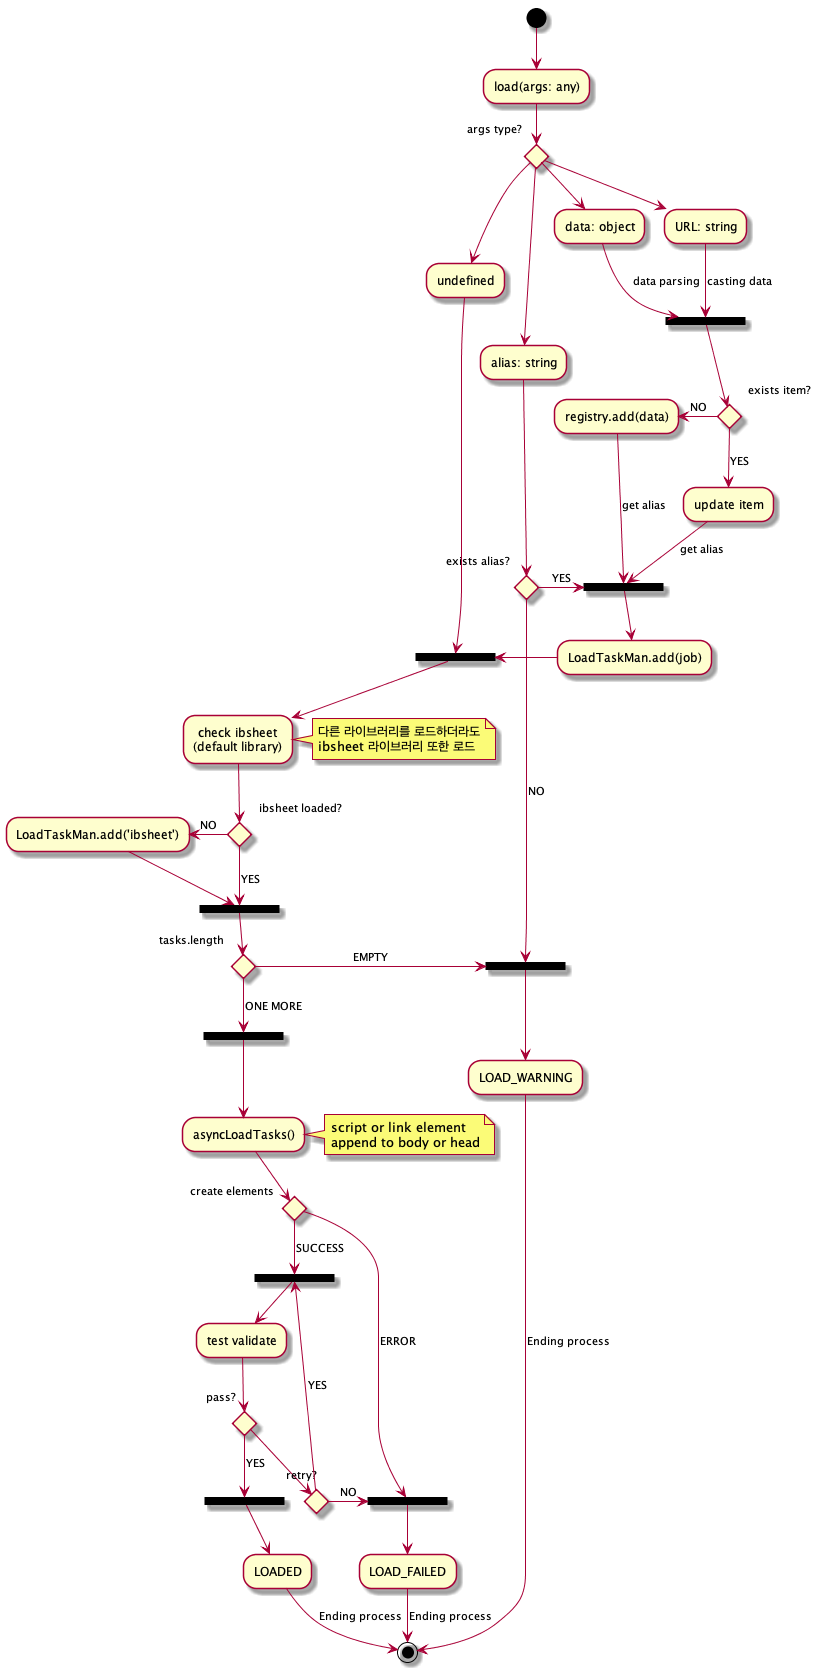 load(args: any)
args type?
data: object
URL: string
undefined
data parsing
casting data
alias: string
exists item?
registry.add(data)
NO
YES
update item
get alias
get alias
exists alias?
YES
LoadTaskMan.add(job)
check ibsheet
(default library)
다른 라이브러리를 로드하더라도
ibsheet 라이브러리 또한 로드
NO
ibsheet loaded?
LoadTaskMan.add('ibsheet')
NO
YES
tasks.length
EMPTY
ONE MORE
LOAD_WARNING
asyncLoadTasks()
script or link element
append to body or head
create elements
SUCCESS
test validate
ERROR
Ending process
YES
pass?
YES
retry?
NO
LOADED
LOAD_FAILED
Ending process
Ending process